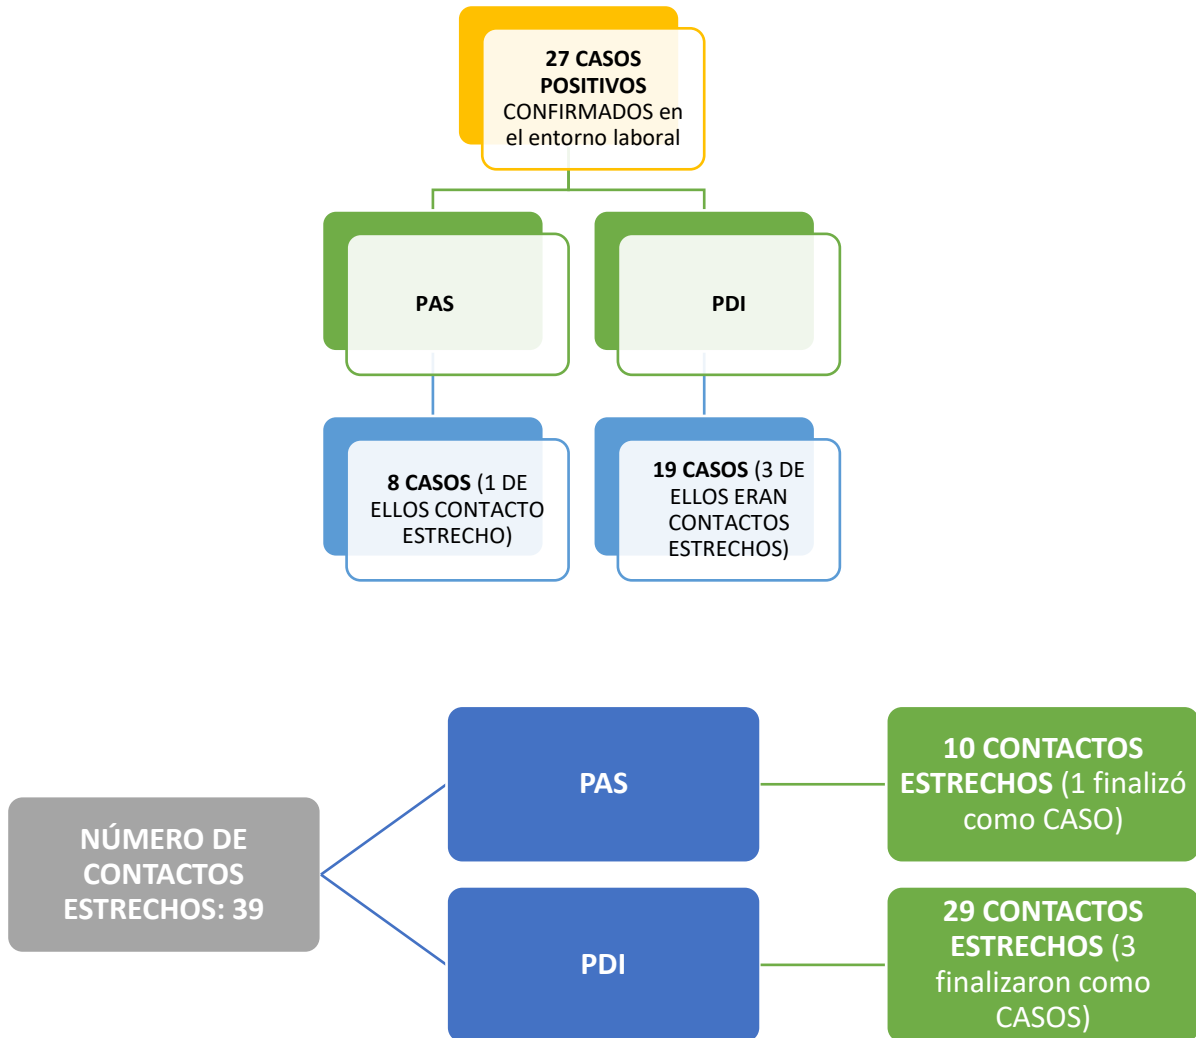 27 CASOS
POSITIVOS
CONFIRMADOS en
el entorno laboral
PAS
PDI
8 CASOS (1 DE
ELLOS CONTACTO
ESTRECHO)
19 CASOS (3 DE
ELLOS ERAN
CONTACTOS
ESTRECHOS)
NÚMERO DE
CONTACTOS
ESTRECHOS: 39
PAS
10 CONTACTOS
ESTRECHOS (1 finalizó
como CASO)
PDI
29 CONTACTOS
ESTRECHOS (3
finalizaron como
CASOS)